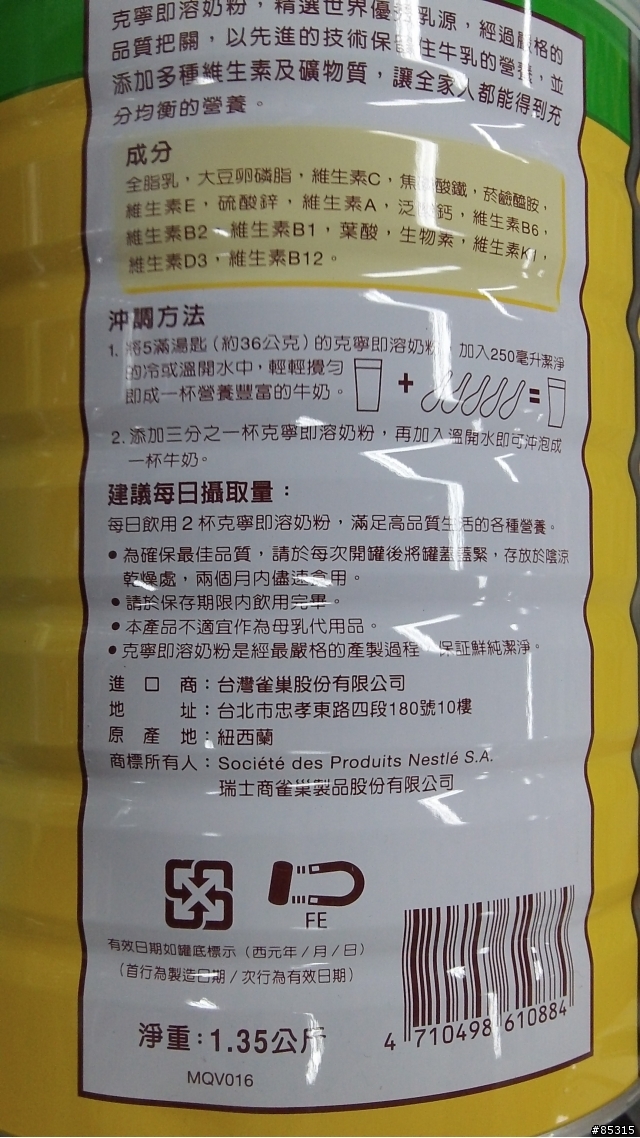 克寧即溶奶粉，精選世界優秀乳源，經過嚴格的
品質把關，以先進的技術保留住牛乳的營養，並
添加多種維生素及礦物質，讓全家人都能得到充
分均衡的營養。
成分
全脂乳，大豆卵磷脂，維生素C，焦磷酸鐵，菸鹼醯胺，
維生素E，硫酸鋅，維生素A，泛酸鈣，維生素B6，
維生素B2，維生素B1，葉酸，生物素，維生素K1，
維生素D3，維生素B12。
沖調方法
1. 將5滿湯匙（約36公克）的克寧即溶奶粉，加入250毫升潔淨
的冷或溫開水中，輕輕攪勻
即成一杯營養豐富的牛奶。
+ =
2. 添加三分之一杯克寧即溶奶粉，再加入溫開水即可沖泡成
一杯牛奶。
建議每日攝取量：
每日飲用2杯克寧即溶奶粉，滿足高品質生活的各種營養。
● 為確保最佳品質，請於每次開罐後將罐蓋蓋緊，存放於陰涼
乾燥處，兩個月內儘速食用。
● 請於保存期限內飲用完畢。
● 本產品不適宜作為母乳代用品。
● 克寧即溶奶粉是經最嚴格的產製過程，保証鮮純潔淨。
進口商：台灣雀巢股份有限公司
地址：台北市忠孝東路四段180號10樓
原產地：紐西蘭
商標所有人：Société des Produits Nestlé S.A.
瑞士商雀巢製品股份有限公司
FE
有效日期如罐底標示（西元年/月/日）
（首行為製造日期/次行為有效日期）
淨重：1.35公斤
MQV016
4 710498 610884
#85315